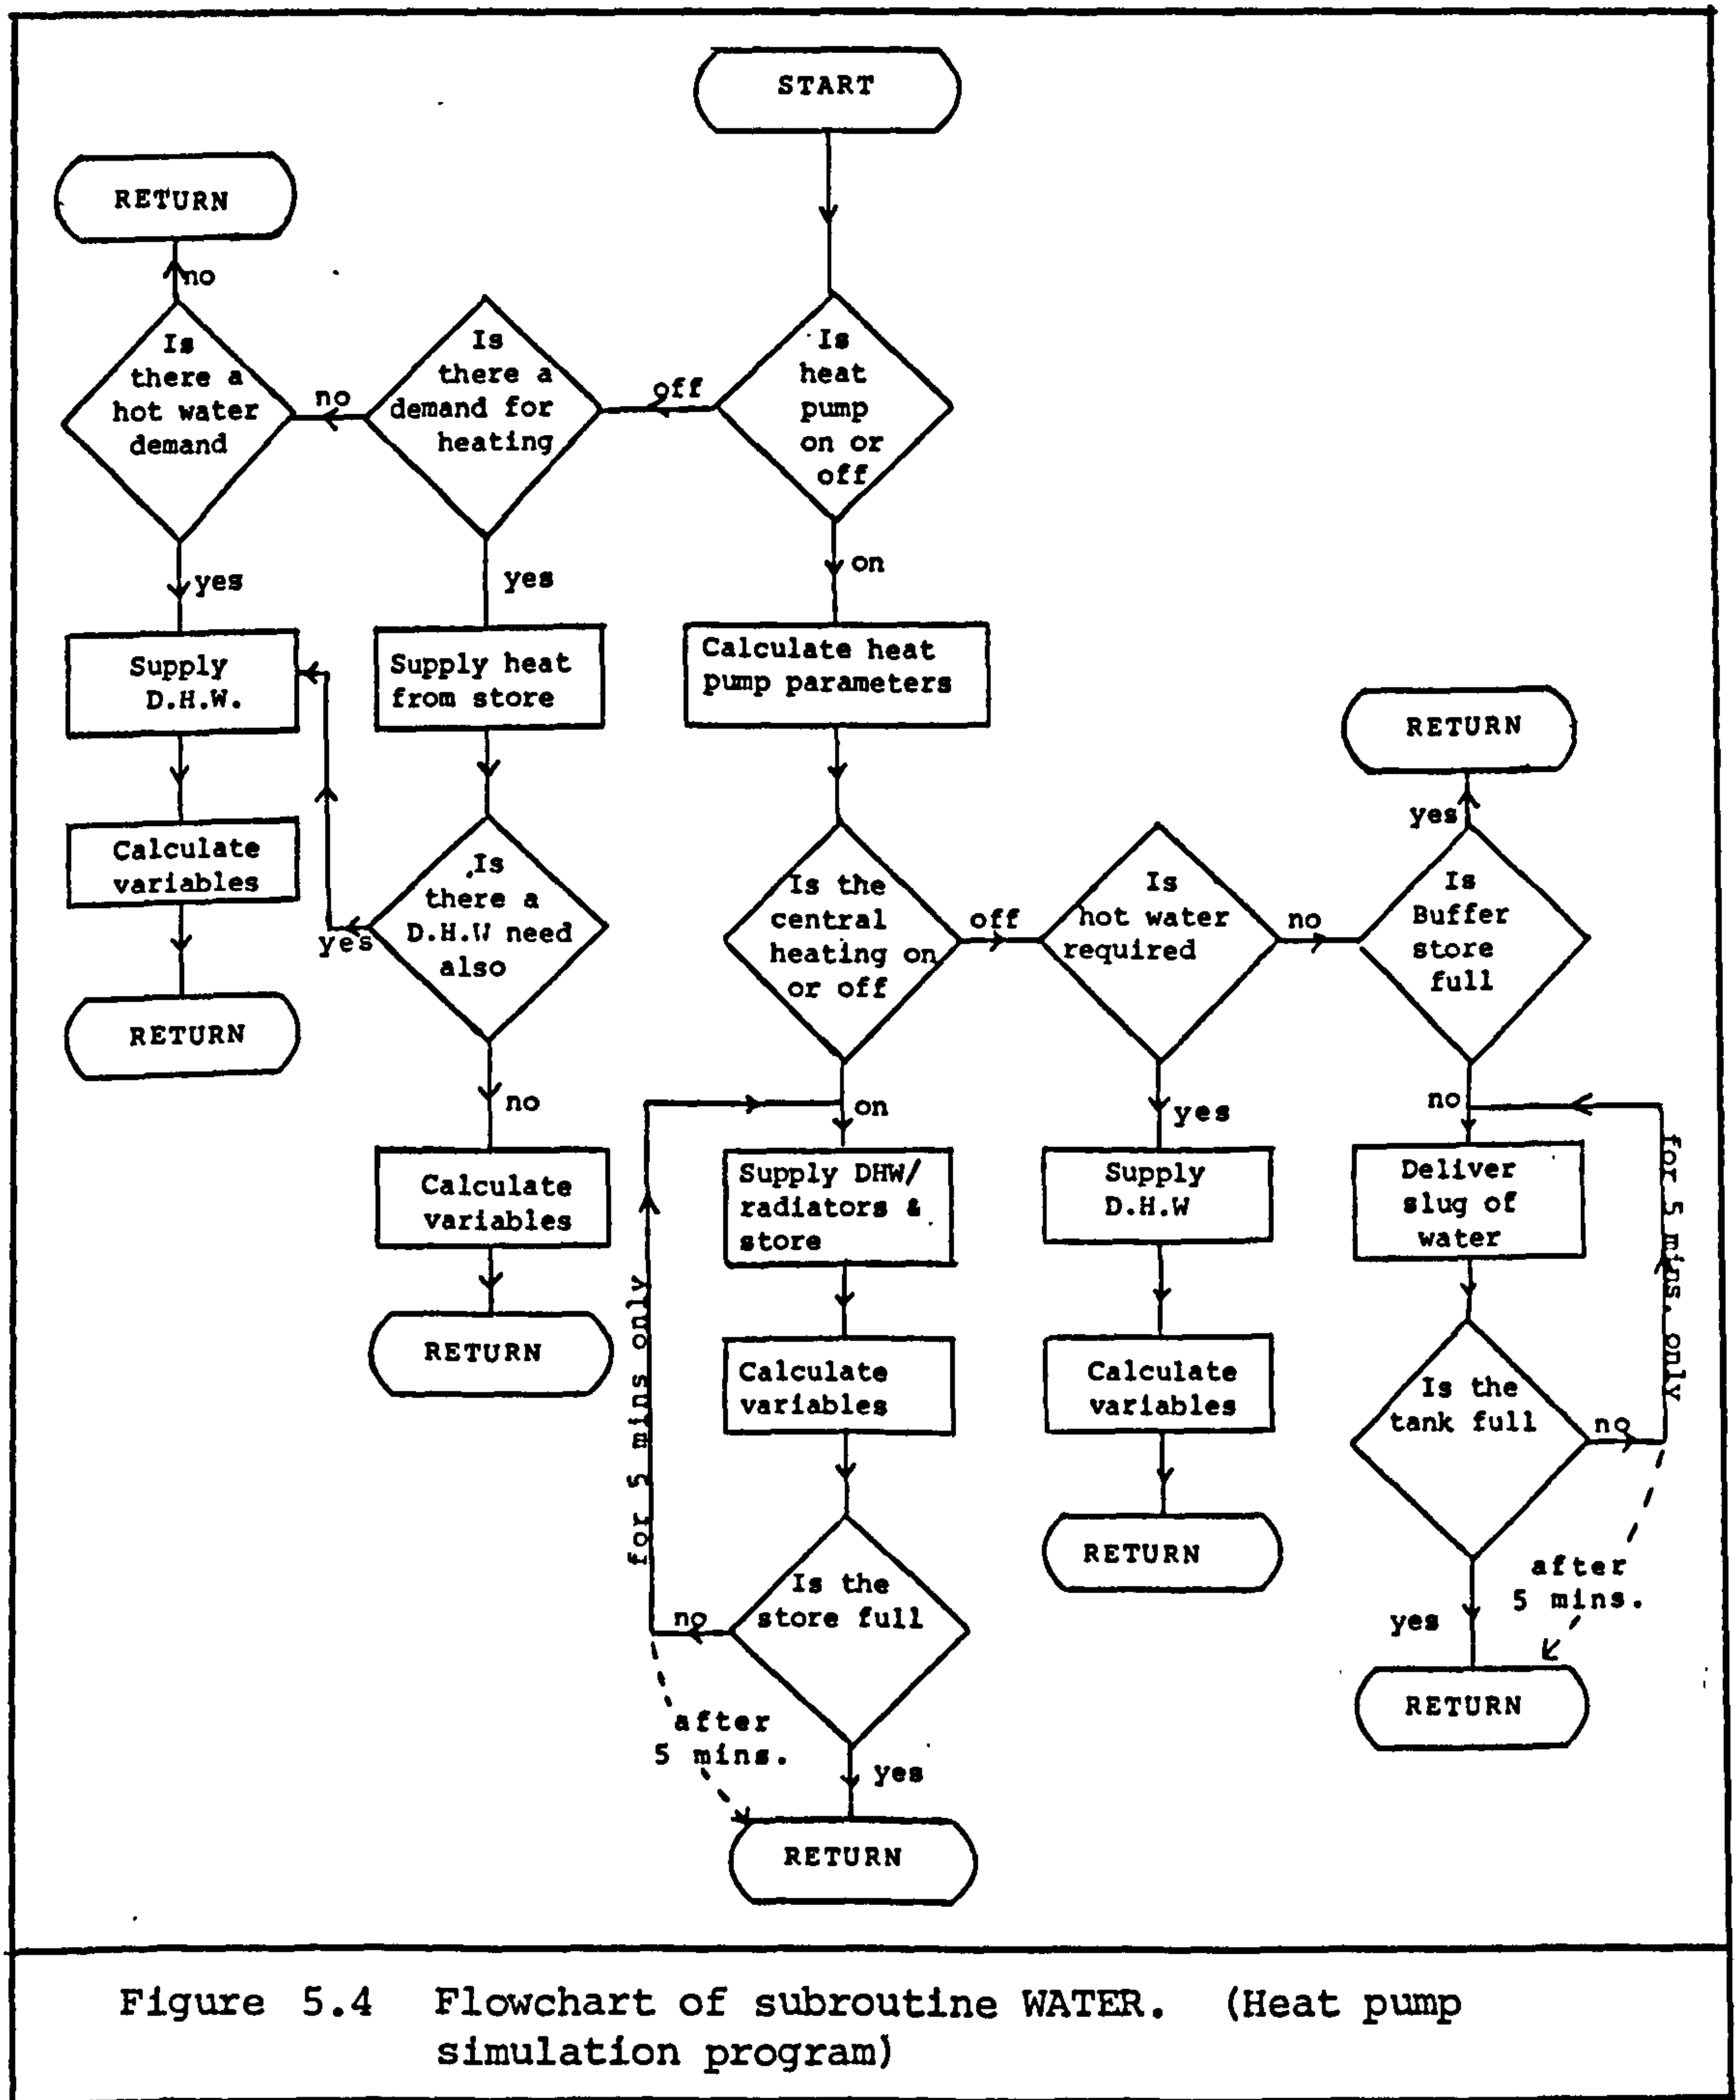 START
RETURN
no
Is
there a
hot water
demand
no
Is
there a
demand for
heating
off
Is
heat
pump
on or
off
yes
yes
on
Supply
D.H.W.
Supply heat
from store
Calculate heat
pump parameters
RETURN
yes
Calculate
variables
Is
there a
D.H.W need
also
yes
Is the
central
heating on
or off
off
Is
hot water
required
no
Is
Buffer
store
full
RETURN
no
on
yes
no
Calculate
variables
Supply DHW/
radiators &
store
Supply
D.H.W
Deliver
slug of
water
for 5 mins. only
RETURN
for 5 mins only
Calculate
variables
Calculate
variables
Is the
tank full
no
RETURN
after
5 mins.
yes
Is the
store full
no
after
5 mins.
yes
RETURN
RETURN
Figure 5.4 Flowchart of subroutine WATER. (Heat pump
simulation program)